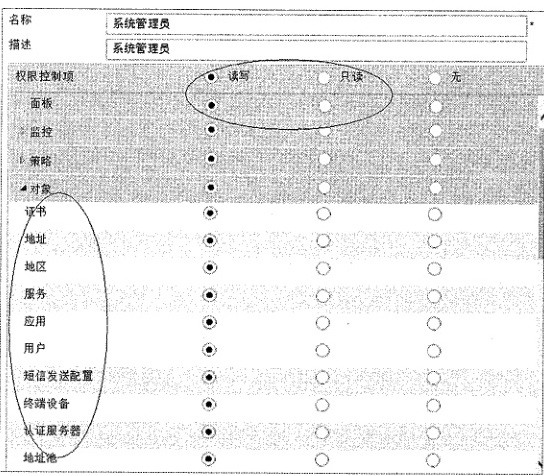 名称 系统管理员 *
描述 系统管理员
权限控制项 读写 只读 无
面板
监控
策略
对象
证书
地址
地区
服务
应用
用户
短信发送配置
终端设备
认证服务器
地址池